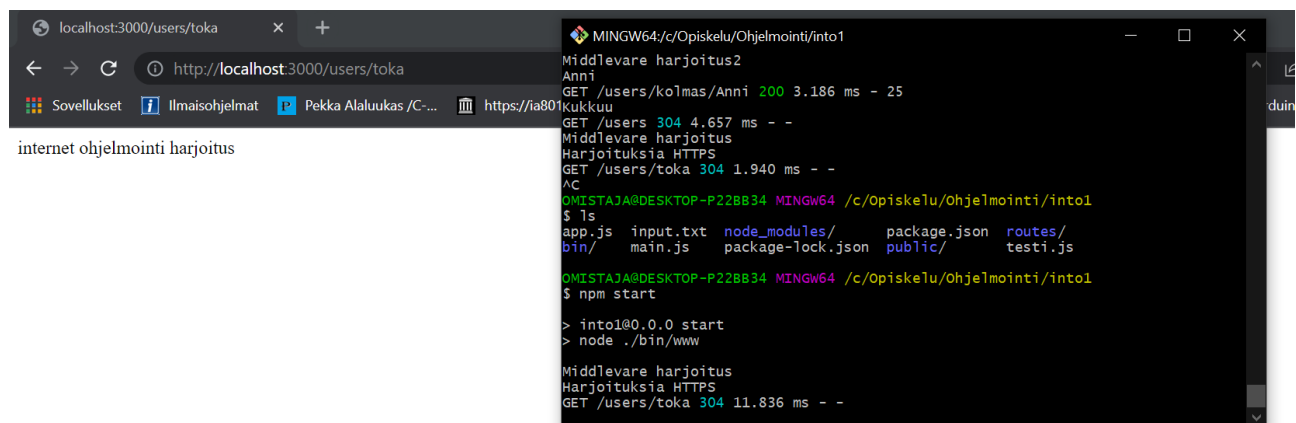 localhost:3000/users/toka
http://localhost:3000/users/toka
Sovellukset Ilmaisohjelmat Pekka Alaluukas /C-... https://ia801
internet ohjelmointi harjoitus
MINGW64:/c/Opiskelu/Ohjelmointi/into1
Middlevare harjoitus2
Anni
GET /users/kolmas/Anni 200 3.186 ms - 25
Kukkuu
GET /users 304 4.657 ms - -
Middlevare harjoitus
Harjoituksia HTTPS
GET /users/toka 304 1.940 ms - -
^C
OMISTAJA@DESKTOP-P22BB34 MINGW64 /c/Opiskelu/Ohjelmointi/into1
$ ls
app.js input.txt node_modules/ package.json routes/
bin/ main.js package-lock.json public/ testi.js
OMISTAJA@DESKTOP-P22BB34 MINGW64 /c/Opiskelu/Ohjelmointi/into1
$ npm start
> into1@0.0.0 start
> node ./bin/www
Middlevare harjoitus
Harjoituksia HTTPS
GET /users/toka 304 11.836 ms - -